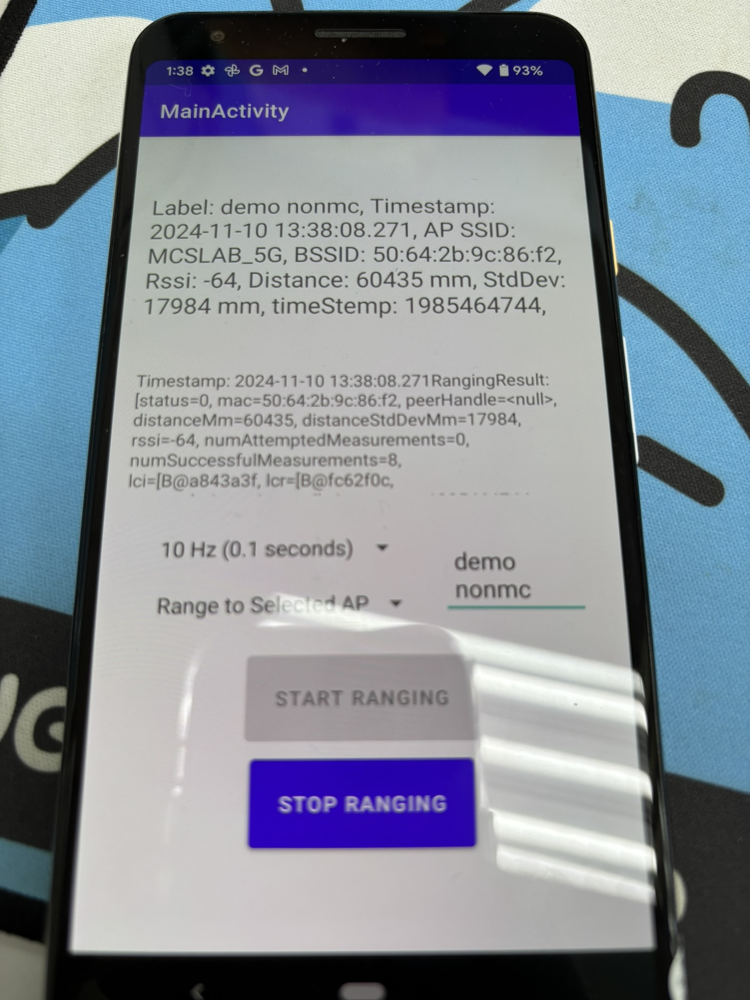 1:38 93%
MainActivity
Label: demo nonmc, Timestamp:
2024-11-10 13:38:08.271, AP SSID:
MCSLAB_5G, BSSID: 50:64:2b:9c:86:f2,
Rssi: -64, Distance: 60435 mm, StdDev:
17984 mm, timeStemp: 1985464744,
Timestamp: 2024-11-10 13:38:08.271RangingResult:
[status=0, mac=50:64:2b:9c:86:f2, peerHandle=<null>,
distanceMm=60435, distanceStdDevMm=17984,
rssi=-64, numAttemptedMeasurements=0,
numSuccessfulMeasurements=8,
lci=[B@a843a3f, lcr=[B@fc62f0c,
10 Hz (0.1 seconds)
demo
nonmc
Range to Selected AP
START RANGING
STOP RANGING